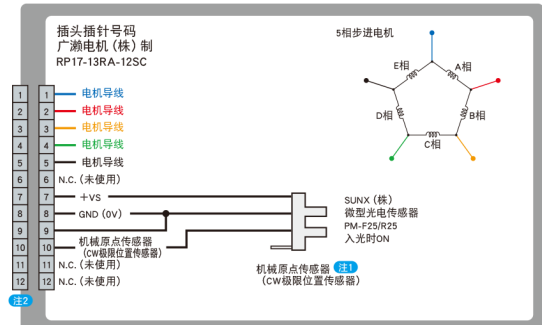 插头插针号码
广濑电机(株)制
RP17-13RA-12SC
5相步进电机
E相
A相
D相
B相
C相
1 1 电机导线
2 2 电机导线
3 3 电机导线
4 4 电机导线
5 5 电机导线
6 6 N.C.(未使用)
7 7 +VS
8 8 GND (0V)
9 9
10 10 机械原点传感器
(CW极限位置传感器)
11 11 N.C.(未使用)
12 12 N.C.(未使用)
注2
SUNX (株)
微型光电传感器
PM-F25/R25
入光时ON
机械原点传感器 注1
(CW极限位置传感器)